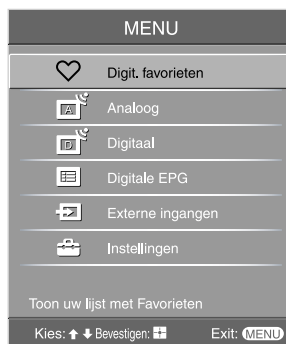 MENU
Digit. favorieten
A Analoog
D Digitaal
Digitale EPG
Externe ingangen
Instellingen
Toon uw lijst met Favorieten
Kies: Bevestigen: Exit: MENU